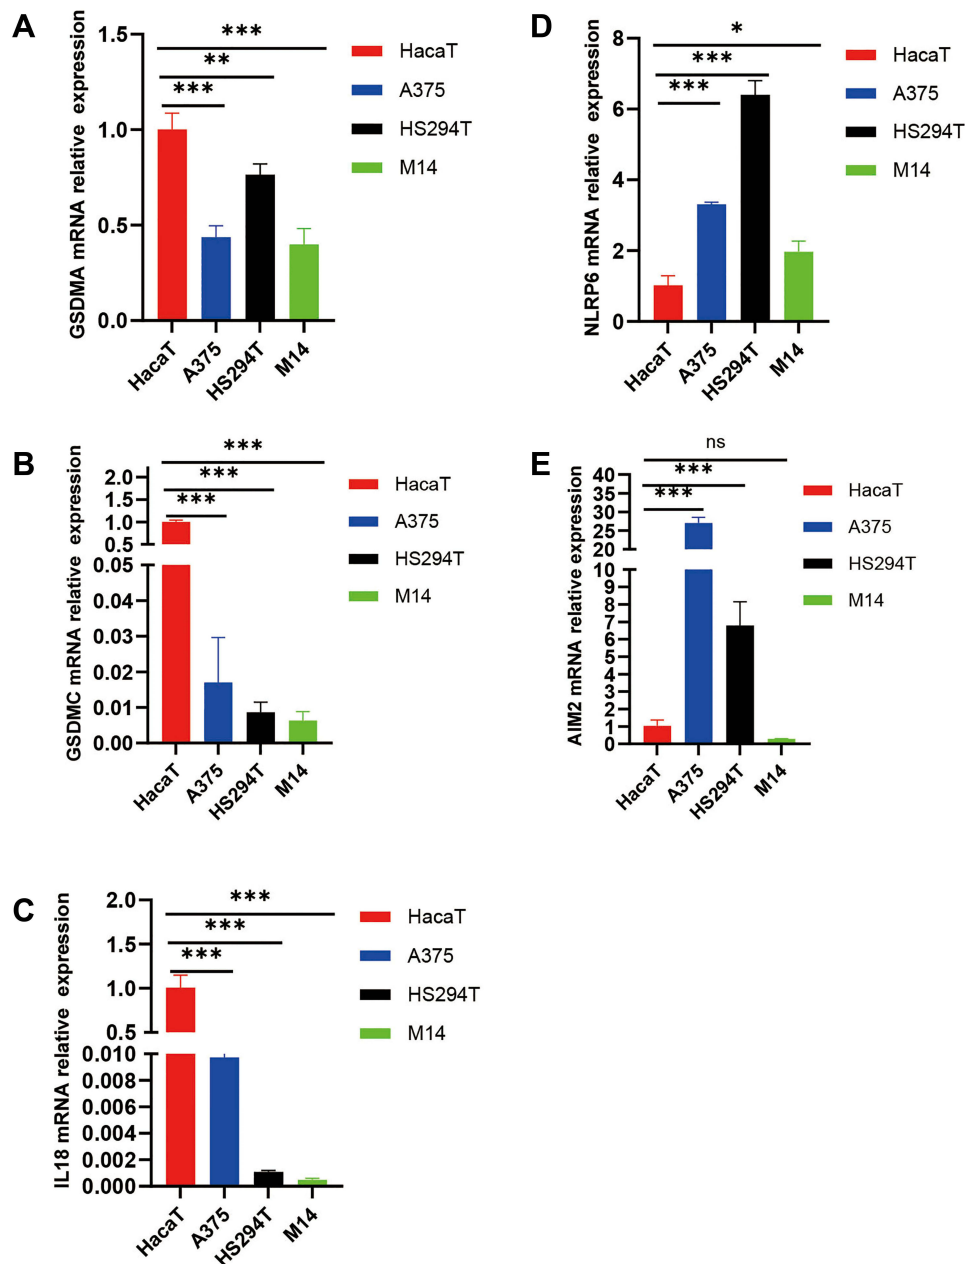 A
GSDMA mRNA relative expression
1.5
1.0
0.5
0.0
***
**
***
HacaT
A375
HS294T
M14
HacaT
A375
HS294T
M14
D
NLRP6 mRNA relative expression
8
6
4
2
0
*
***
***
HacaT
A375
HS294T
M14
HacaT
A375
HS294T
M14
B
GSDMC mRNA relative expression
2.0
1.5
1.0
0.5
0.05
0.04
0.03
0.02
0.01
0.00
***
***
***
HacaT
A375
HS294T
M14
HacaT
A375
HS294T
M14
E
AIM2 mRNA relative expression
40
35
30
25
20
10
9
8
7
6
5
4
3
2
1
0
ns
***
***
HacaT
A375
HS294T
M14
HacaT
A375
HS294T
M14
C
IL18 mRNA relative expression
2.0
1.5
1.0
0.5
0.010
0.008
0.006
0.004
0.002
0.000
***
***
***
HacaT
A375
HS294T
M14
HacaT
A375
HS294T
M14